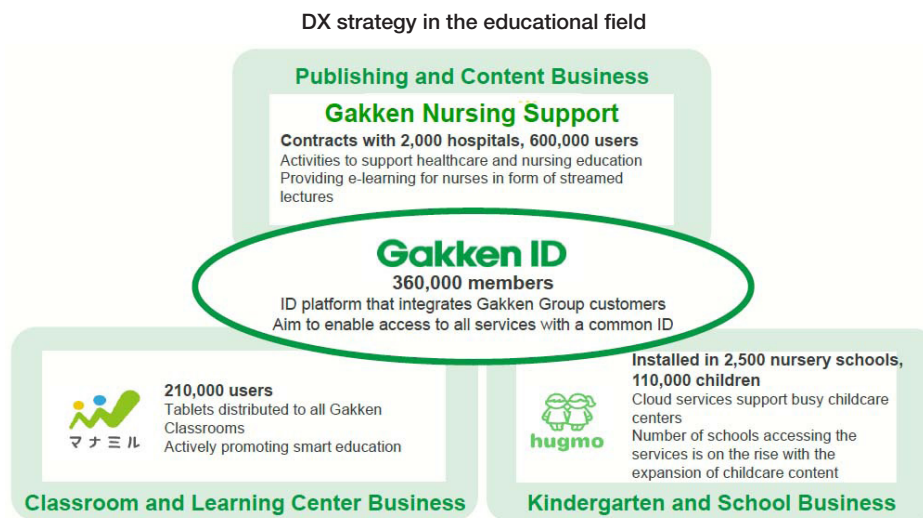 DX strategy in the educational field
Publishing and Content Business
Gakken Nursing Support
Contracts with 2,000 hospitals, 600,000 users
Activities to support healthcare and nursing education
Providing e-learning for nurses in form of streamed
lectures
Gakken ID
360,000 members
ID platform that integrates Gakken Group customers
Aim to enable access to all services with a common ID
マナミル
210,000 users
Tablets distributed to all Gakken
Classrooms
Actively promoting smart education
Classroom and Learning Center Business
hugmo
Installed in 2,500 nursery schools,
110,000 children
Cloud services support busy childcare
centers
Number of schools accessing the
services is on the rise with the
expansion of childcare content
Kindergarten and School Business